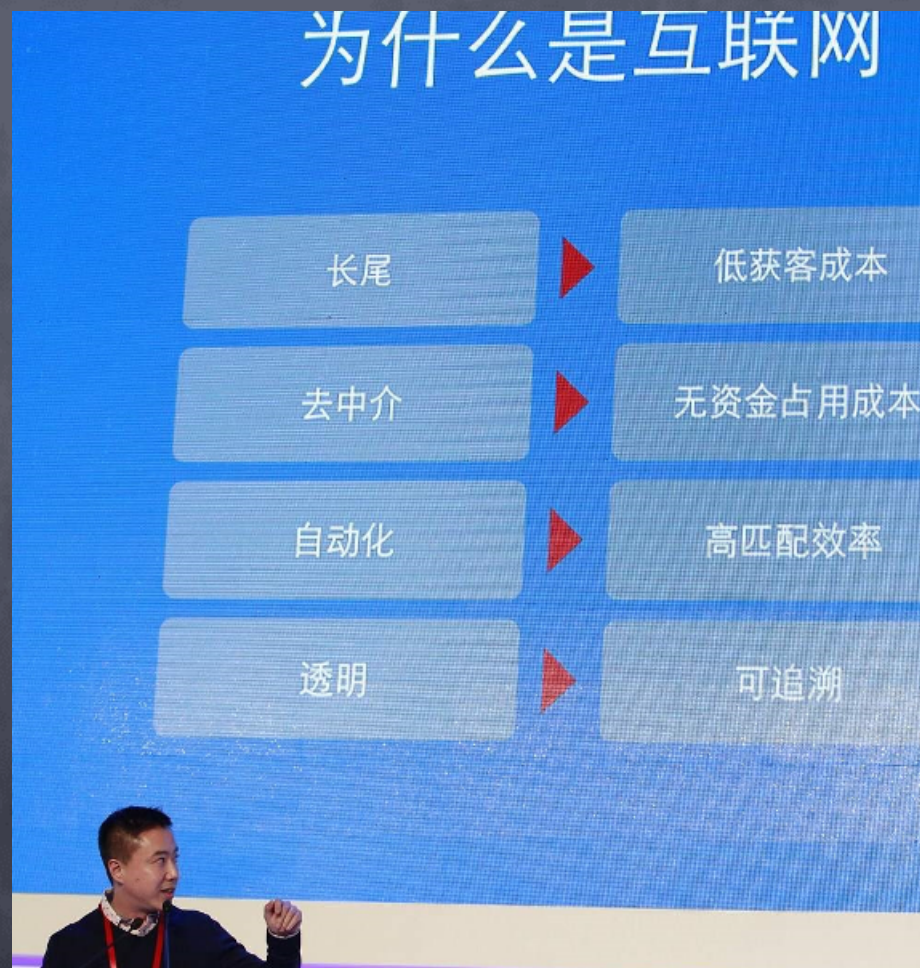 为什么是互联网
长尾 低获客成本
去中介 无资金占用成本
自动化 高匹配效率
透明 可追溯